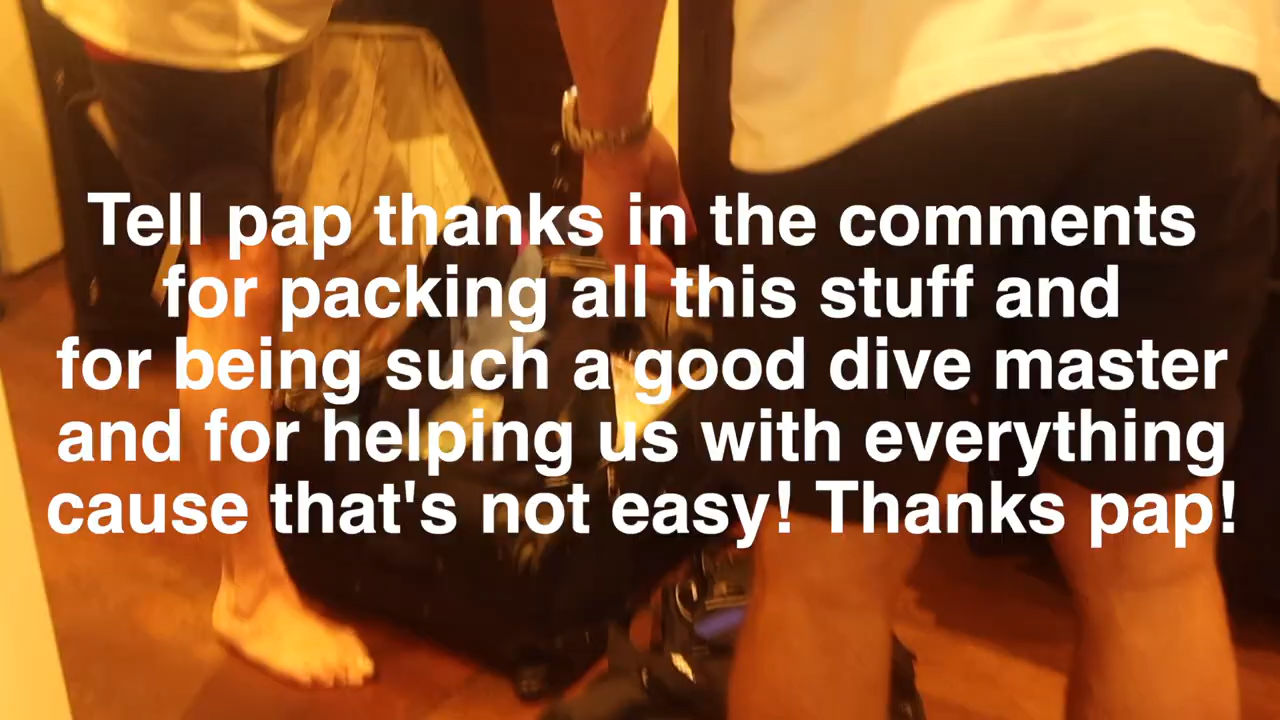 Tell pap thanks in the comments
for packing all this stuff and
for being such a good dive master
and for helping us with everything
cause that's not easy! Thanks pap!